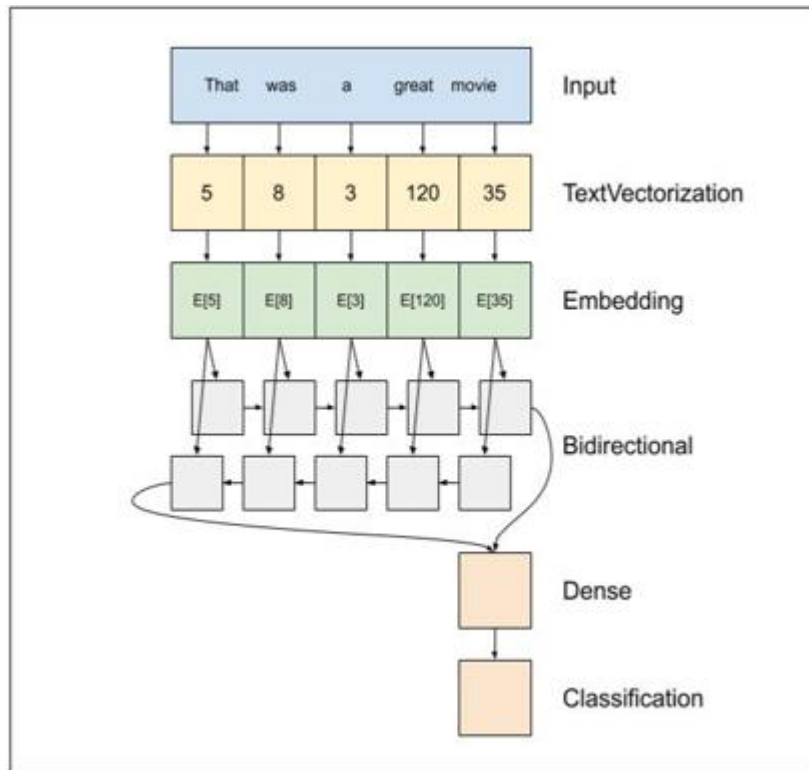 That was a great movie
Input
5 8 3 120 35
TextVectorization
E[5] E[8] E[3] E[120] E[35]
Embedding
Bidirectional
Dense
Classification